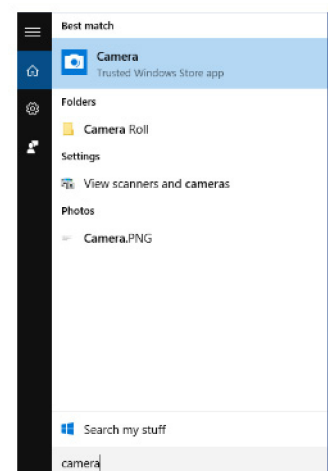 Best match
Camera
Trusted Windows Store app
Folders
Camera Roll
Settings
View scanners and cameras
Photos
Camera.PNG
Search my stuff
camera